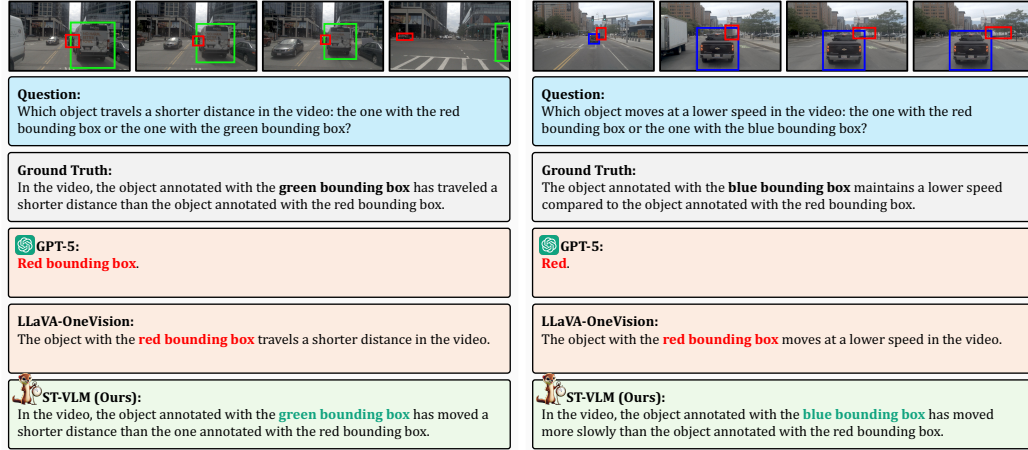 Question:
Which object travels a shorter distance in the video: the one with the red
bounding box or the one with the green bounding box?
Ground Truth:
In the video, the object annotated with the green bounding box has traveled a
shorter distance than the object annotated with the red bounding box.
GPT-5:
Red bounding box.
LLaVA-OneVision:
The object with the red bounding box travels a shorter distance in the video.
ST-VLM (Ours):
In the video, the object annotated with the green bounding box has moved a
shorter distance than the one annotated with the red bounding box.
Question:
Which object moves at a lower speed in the video: the one with the red
bounding box or the one with the blue bounding box?
Ground Truth:
The object annotated with the blue bounding box maintains a lower speed
compared to the object annotated with the red bounding box.
GPT-5:
Red.
LLaVA-OneVision:
The object with the red bounding box moves at a lower speed in the video.
ST-VLM (Ours):
In the video, the object annotated with the blue bounding box has moved
more slowly than the object annotated with the red bounding box.